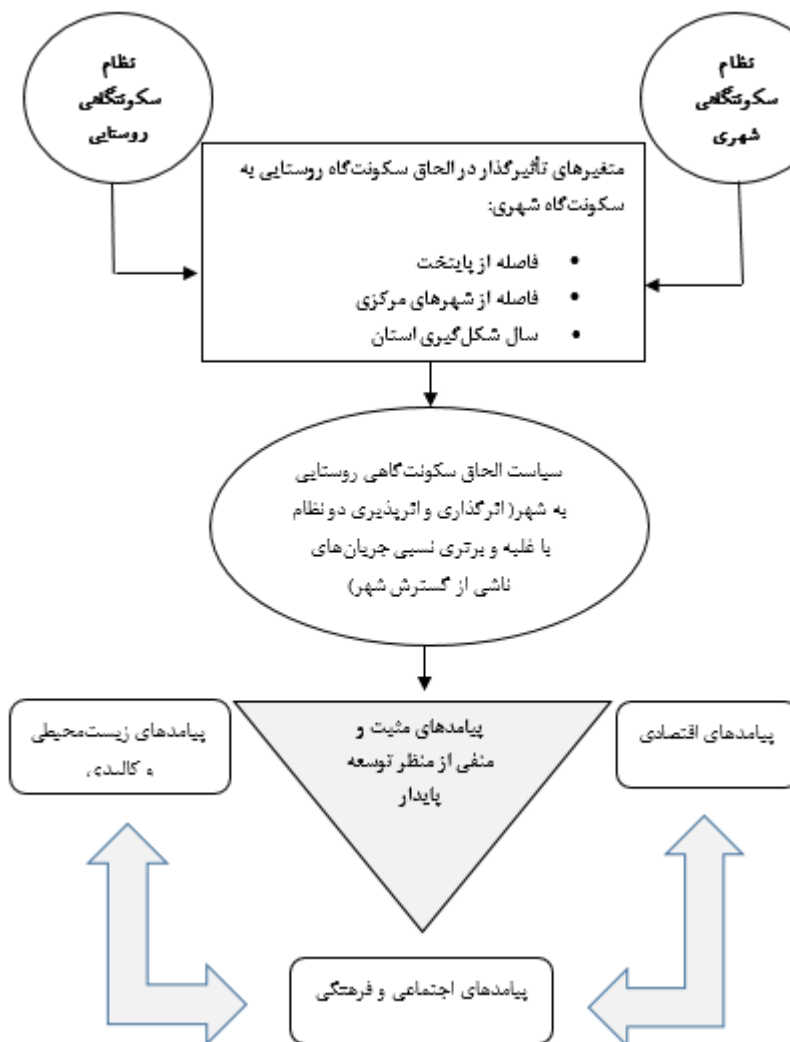 نظام
سکونتگاهی
شهری
نظام
سکونتگاهی
روستایی
متغیرهای تأثیرگذار در الحاق سکونت‌گاه روستایی به
سکونت‌گاه شهری:
• فاصله از پایتخت
• فاصله از شهرهای مرکزی
• سال شکل‌گیری استان
سیاست الحاق سکونت‌گاهی روستایی
به شهر( اثرگذاری و اثرپذیری دو نظام
با غلبه و برتری نسبی جریان‌های
ناشی از گسترش شهر)
پیامدهای اقتصادی
پیامدهای مثبت و
منفی از منظر توسعه
پایدار
پیامدهای زیست‌محیطی
و کالبدی
پیامدهای اجتماعی و فرهنگی